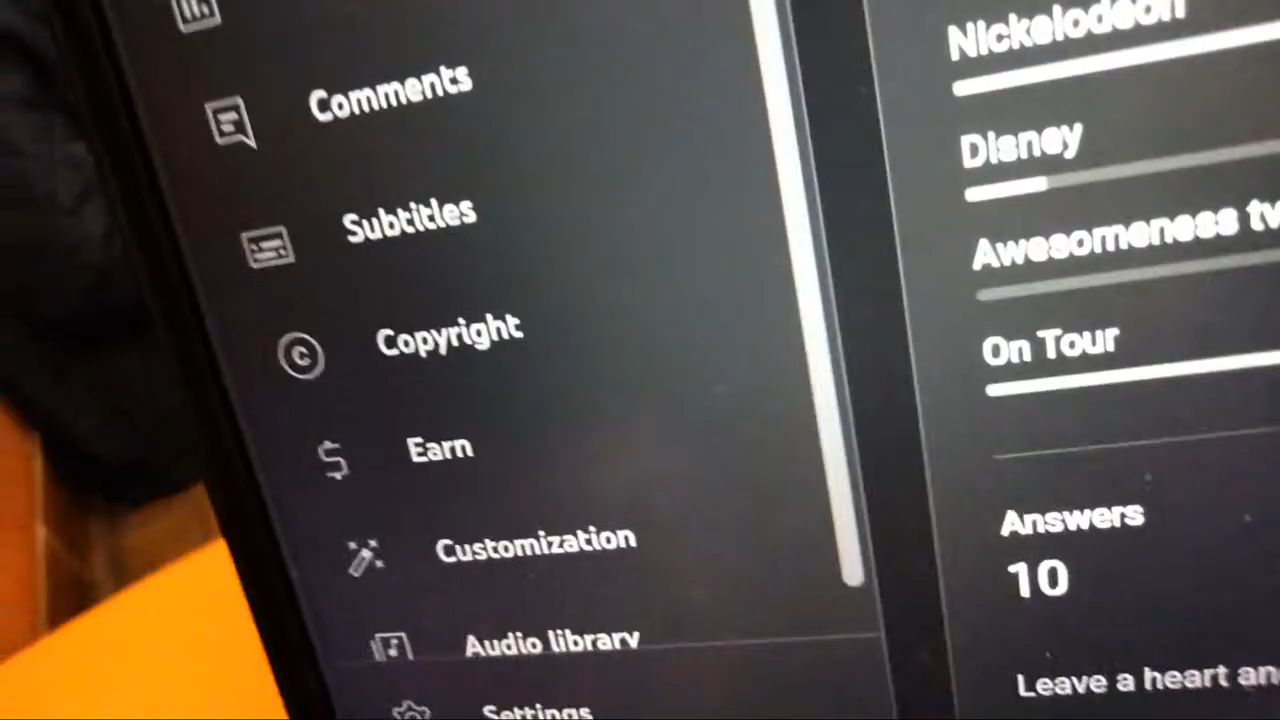 Comments
Subtitles
Copyright
Earn
Customization
Audio library
Settings
Nickelodeon
Disney
Awesomeness tv
On Tour
Answers
10
Leave a heart an